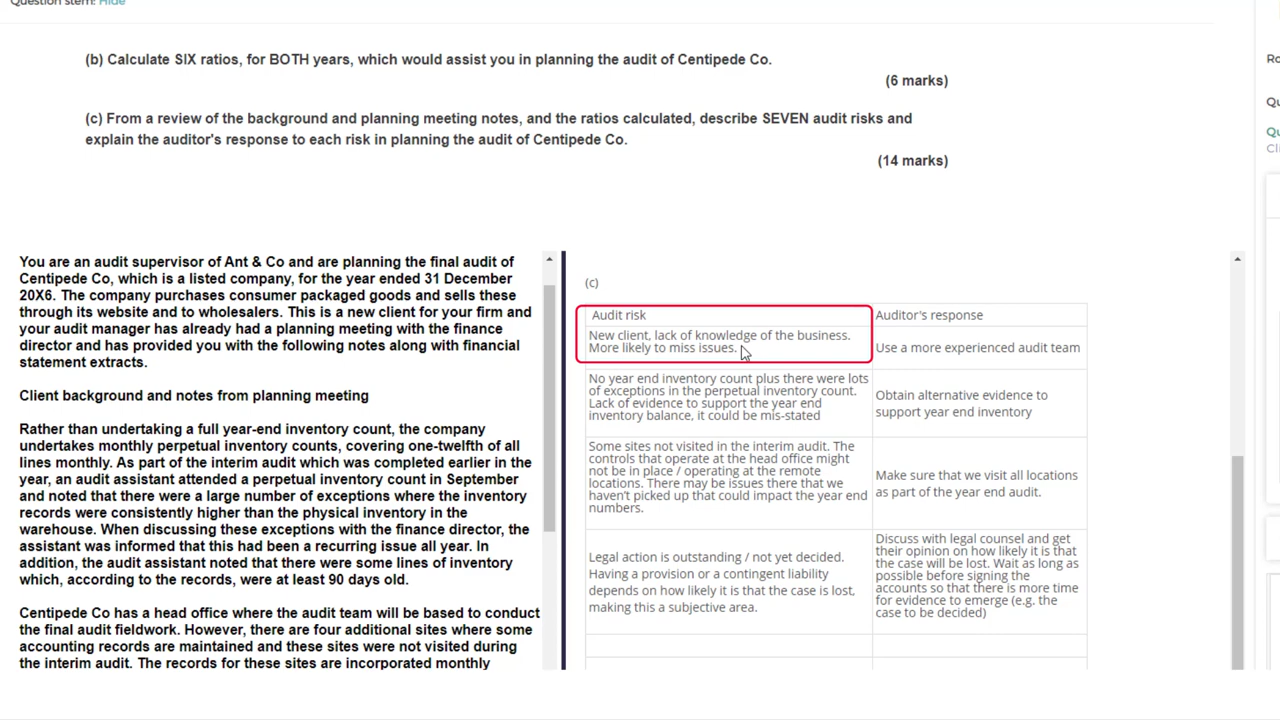 Question stem: Hide
(b) Calculate SIX ratios, for BOTH years, which would assist you in planning the audit of Centipede Co.
(6 marks)
(c) From a review of the background and planning meeting notes, and the ratios calculated, describe SEVEN audit risks and
explain the auditor's response to each risk in planning the audit of Centipede Co.
(14 marks)
You are an audit supervisor of Ant & Co and are planning the final audit of
Centipede Co, which is a listed company, for the year ended 31 December
20X6. The company purchases consumer packaged goods and sells these
through its website and to wholesalers. This is a new client for your firm and
your audit manager has already had a planning meeting with the finance
director and has provided you with the following notes along with financial
statement extracts.
Client background and notes from planning meeting
Rather than undertaking a full year-end inventory count, the company
undertakes monthly perpetual inventory counts, covering one-twelfth of all
lines monthly. As part of the interim audit which was completed earlier in the
year, an audit assistant attended a perpetual inventory count in September
and noted that there were a large number of exceptions where the inventory
records were consistently higher than the physical inventory in the
warehouse. When discussing these exceptions with the finance director, the
assistant was informed that this had been a recurring issue all year. In
addition, the audit assistant noted that there were some lines of inventory
which, according to the records, were at least 90 days old.
Centipede Co has a head office where the audit team will be based to conduct
the final audit fieldwork. However, there are four additional sites where some
accounting records are maintained and these sites were not visited during
the interim audit. The records for these sites are incorporated monthly
(c)
Audit risk
Auditor's response
New client, lack of knowledge of the business.
More likely to miss issues.
Use a more experienced audit team
No year end inventory count plus there were lots
of exceptions in the perpetual inventory count.
Lack of evidence to support the year end
inventory balance, it could be mis-stated
Obtain alternative evidence to
support year end inventory
Some sites not visited in the interim audit. The
controls that operate at the head office might
not be in place / operating at the remote
locations. There may be issues there that we
haven't picked up that could impact the year end
numbers.
Make sure that we visit all locations
as part of the year end audit.
Legal action is outstanding / not yet decided.
Having a provision or a contingent liability
depends on how likely it is that the case is lost,
making this a subjective area.
Discuss with legal counsel and get
their opinion on how likely it is that
the case will be lost. Wait as long as
possible before signing the
accounts so that there is more time
for evidence to emerge (e.g. the
case to be decided)
Ro
Qu
Qu
Cli